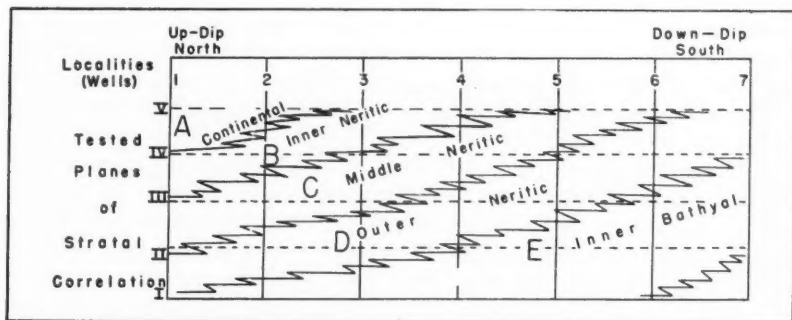 Up-Dip
North
Down-Dip
South
Localities
(Wells)
1 2 3 4 5 6 7
V
A
Continental
Inner Neritic
Tested
IV
B
Planes
C
Middle Neritic
III
of
D
Outer Neritic
E
Inner Bathyal
Stratal
II
Correlation
I